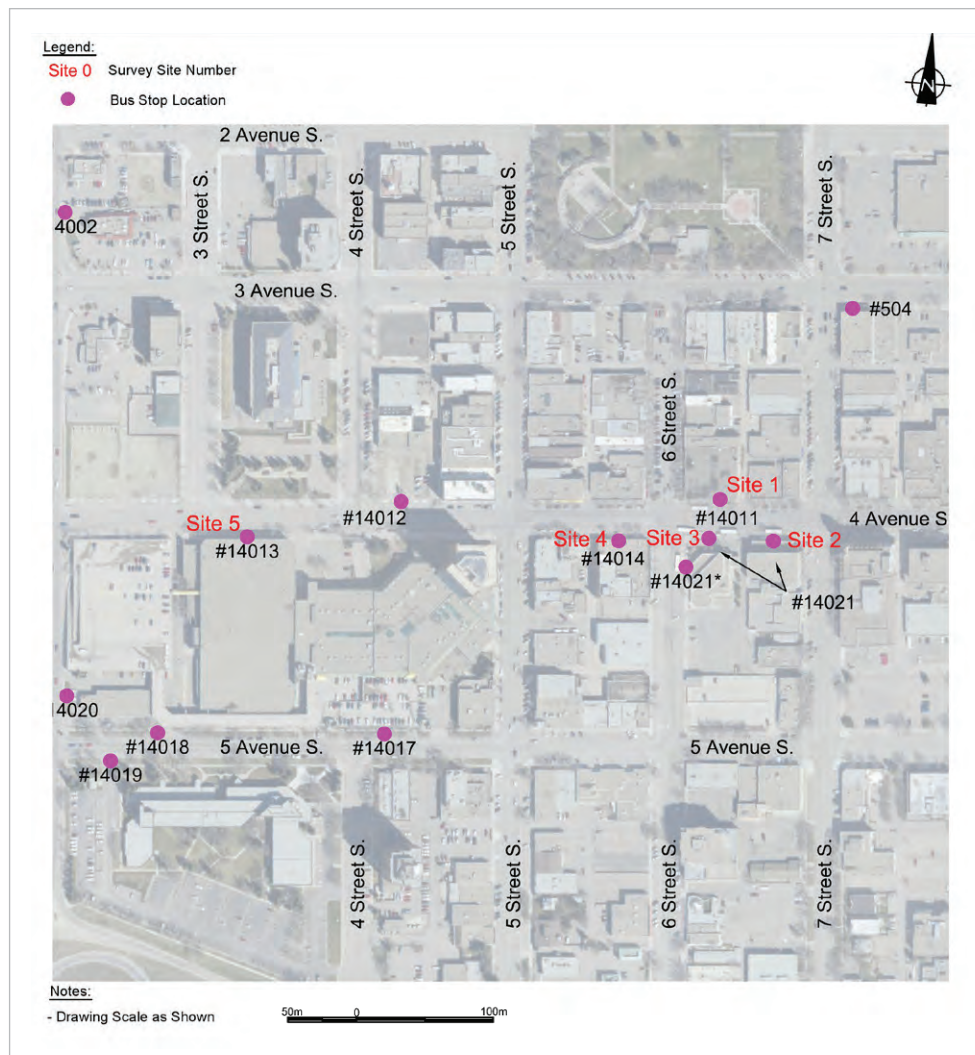 Legend:
Site 0 Survey Site Number
Bus Stop Location
N
2 Avenue S.
3 Street S.
4 Street S.
5 Street S.
7 Street S.
4002
3 Avenue S.
#504
6 Street S.
Site 1
#14012
#14011
4 Avenue S
Site 5
#14013
Site 4
#14014
Site 3
Site 2
#14021*
#14021
14020
#14018
5 Avenue S.
#14017
5 Avenue S.
#14019
4 Street S.
5 Street S.
6 Street S.
7 Street S.
Notes:
- Drawing Scale as Shown
50m 0 100m